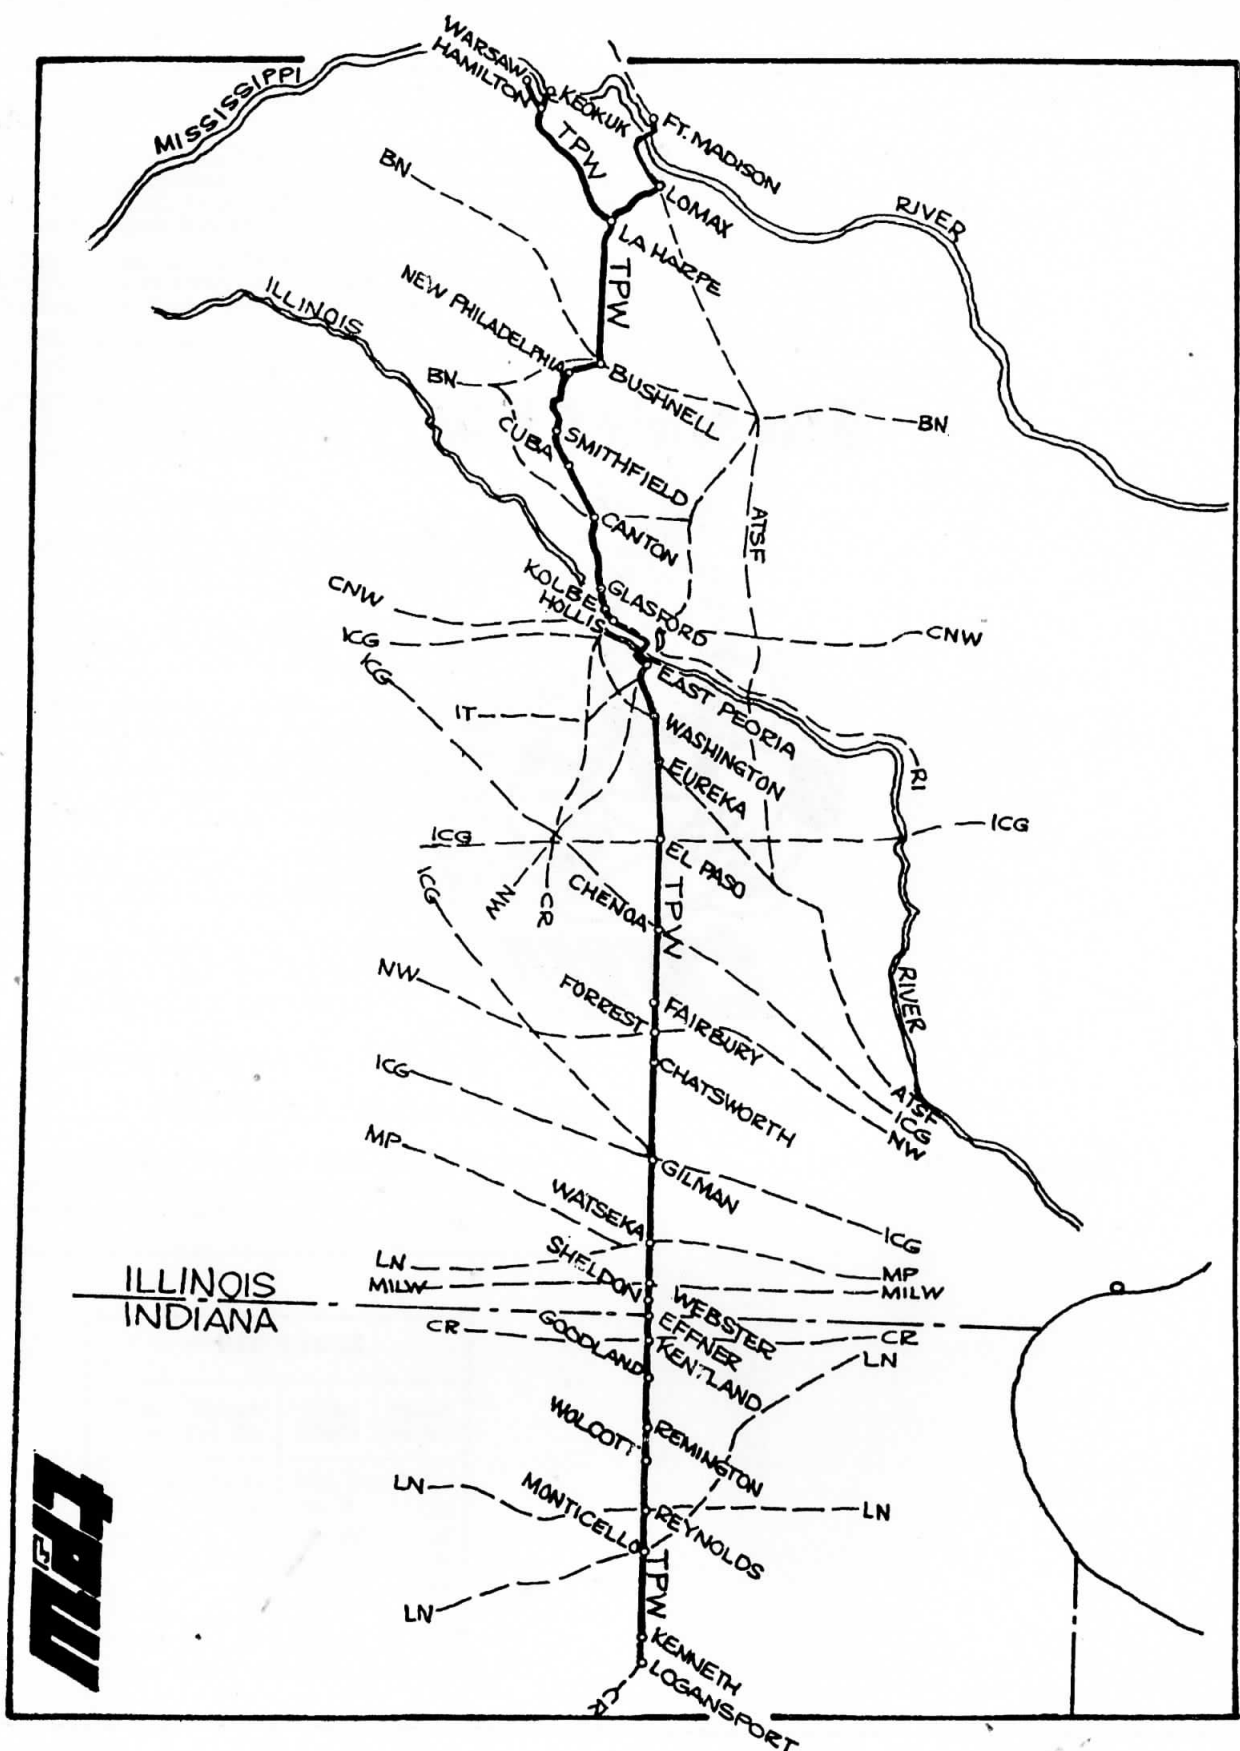 WARSAW
HAMILTON
KEOKUK
FT. MADISON
MISSISSIPPI
TPW
BN
LOMAX
RIVER
LA HARPE
TPW
NEW PHILADELPHIA
ILLINOIS
BN
BUSHNELL
BN
CUBA
SMITHFIELD
CANTON
ATSF
KOLBE
GLASFORD
HOLLIS
CNW
CNW
ICG
ICG
EAST PEORIA
IT
WASHINGTON
EUREKA
RI
ICG
ICG
EL PASO
ICG
NW
CR
CHENOA
TPW
NW
FORREST
FAIRBURY
RIVER
ICG
CHATSWORTH
ATSF
ICG
NW
MP
GILMAN
WATSEKA
ICG
LN
SHELDON
MP
MILW
MILW
ILLINOIS
INDIANA
WEBSTER
EFFNER
CR
GOODLAND
KENTLAND
CR
LN
WOLCOTT
REMINGTON
LN
MONTICELLO
REYNOLDS
LN
LN
TPW
KENNETH
LOGANSPORT
CR
TP&W